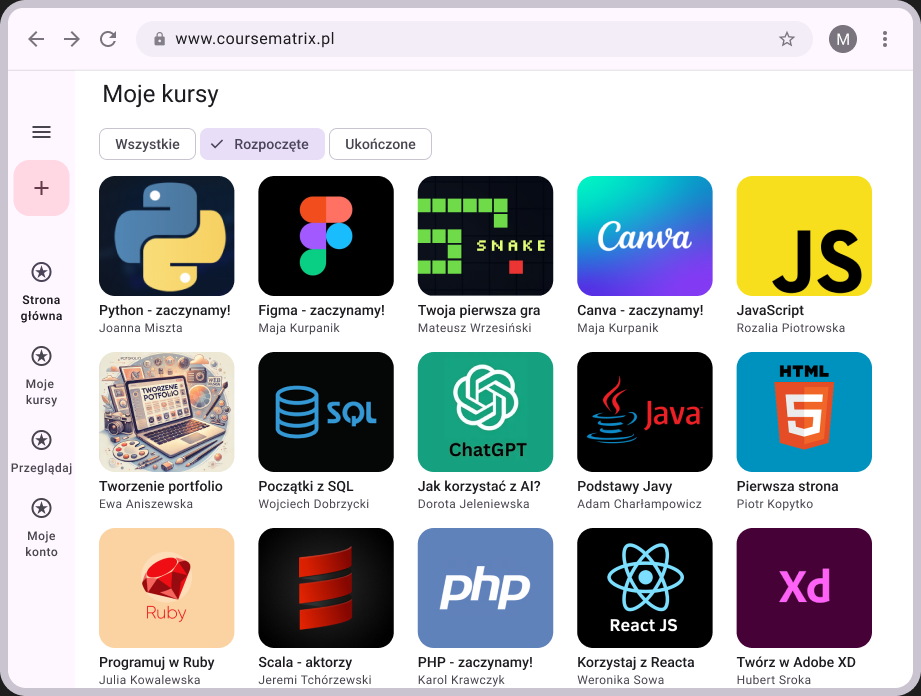 www.coursematrix.pl
M
Moje kursy
Wszystkie
Rozpoczęte
Ukończone
Strona
główna
Moje
kursy
Przeglądaj
Moje
konto
SNAKE
Canva
JS
Python - zaczynamy!
Joanna Miszta
Figma - zaczynamy!
Maja Kurpanik
Twoja pierwsza gra
Mateusz Wrzesiński
Canva - zaczynamy!
Maja Kurpanik
JavaScript
Rozalia Piotrowska
TWORZENIE
POTFOLIO
SQL
ChatGPT
Java
HTML
5
Tworzenie portfolio
Ewa Aniszewska
Początki z SQL
Wojciech Dobrzycki
Jak korzystać z AI?
Dorota Jeleniewska
Podstawy Javy
Adam Charłampowicz
Pierwsza strona
Piotr Kopytko
Ruby
php
React JS
Xd
Programuj w Ruby
Julia Kowalewska
Scala - aktorzy
Jeremi Tchórzewski
PHP - zaczynamy!
Karol Krawczyk
Korzystaj z Reacta
Weronika Sowa
Twórz w Adobe XD
Hubert Sroka